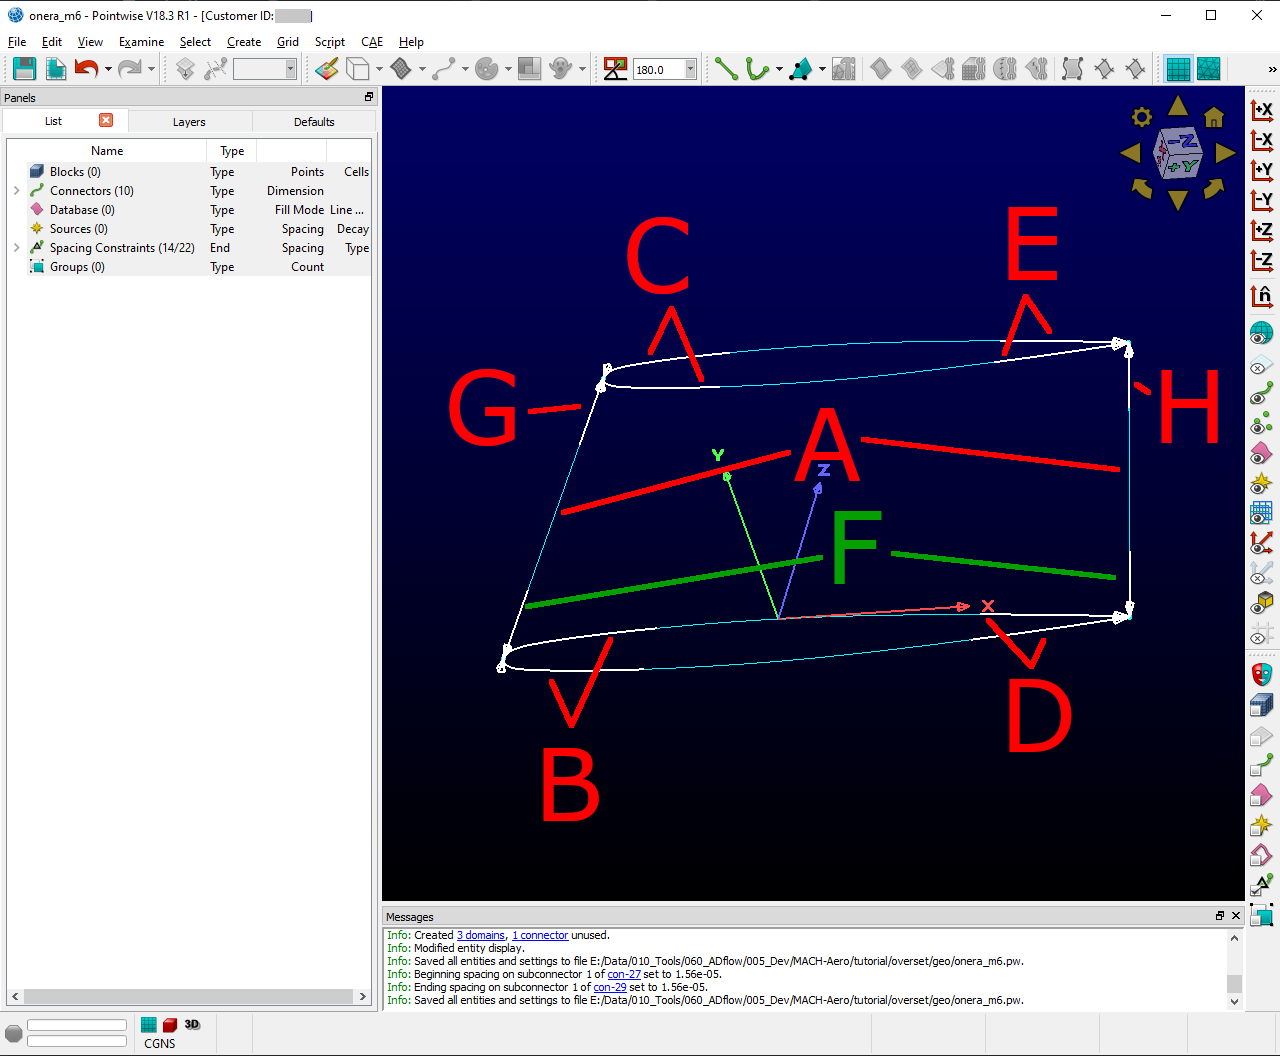 onera_m6 - Pointwise V18.3 R1 - [Customer ID:          ]
File Edit View Examine Select Create Grid Script CAE Help
180.0
»
Panels
List Layers Defaults
Name Type
Blocks (0) Type Points Cells
Connectors (10) Type Dimension
Database (0) Type Fill Mode Line ...
Sources (0) Type Spacing Decay
Spacing Constraints (14/22) End Spacing Type
Groups (0) Type Count
-Z
+Y
+X
-X
+Y
-Y
+Z
-Z
n̂
C
E
G
H
A
Y
Z
F
X
B
D
Messages
Info: Created 3 domains, 1 connector unused.
Info: Modified entity display.
Info: Saved all entities and settings to file E:/Data/010_Tools/060_ADflow/005_Dev/MACH-Aero/tutorial/overset/geo/onera_m6.pw.
Info: Beginning spacing on subconnector 1 of con-27 set to 1.56e-05.
Info: Ending spacing on subconnector 1 of con-29 set to 1.56e-05.
Info: Saved all entities and settings to file E:/Data/010_Tools/060_ADflow/005_Dev/MACH-Aero/tutorial/overset/geo/onera_m6.pw.
3D
CGNS